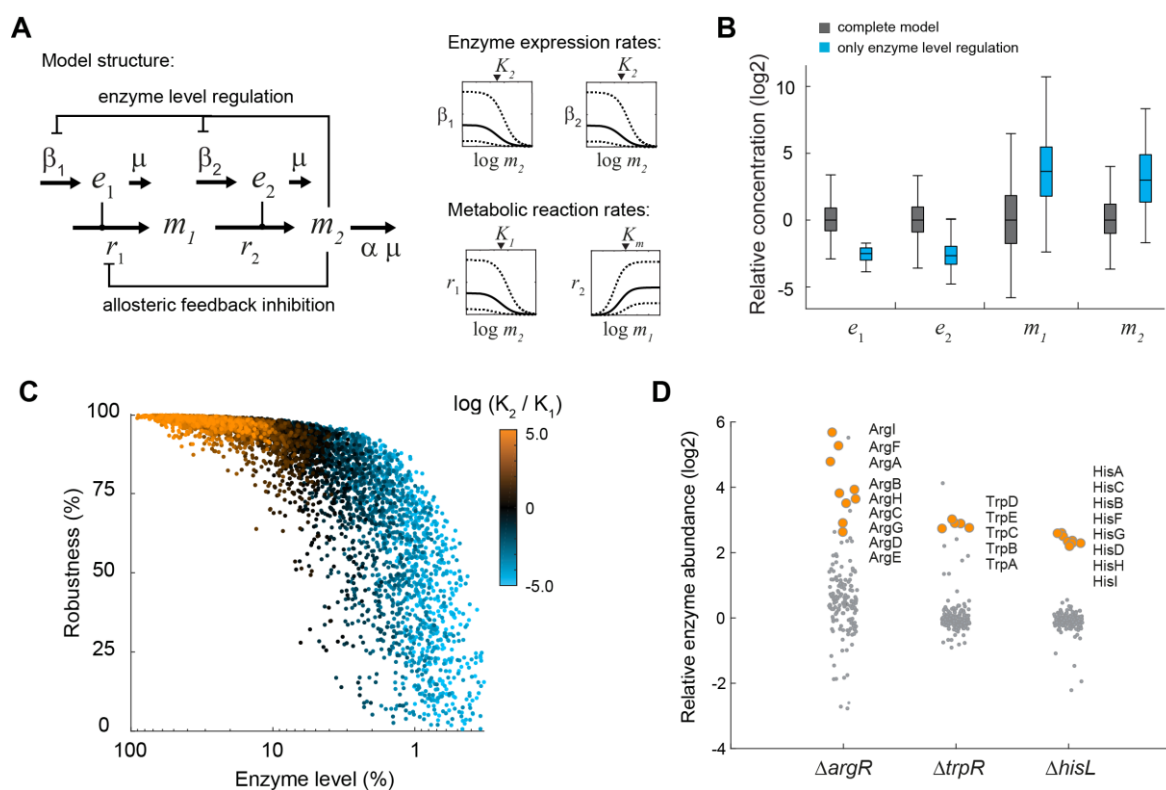 A
Model structure:
enzyme level regulation
β1
μ
β2
μ
e1
e2
m1
m2
r1
r2
α μ
allosteric feedback inhibition
Enzyme expression rates:
K2
K2
β1
β2
log m2
log m2
Metabolic reaction rates:
K1
Km
r1
r2
log m2
log m1
B
complete model
only enzyme level regulation
Relative concentration (log2)
10
5
0
-5
e1
e2
m1
m2
C
log (K2 / K1)
5.0
0
-5.0
Robustness (%)
100
75
50
25
0
100
10
1
Enzyme level (%)
D
Relative enzyme abundance (log2)
6
4
2
0
-2
-4
ArgI
ArgF
ArgA
ArgB
ArgH
ArgC
ArgG
ArgD
ArgE
TrpD
TrpE
TrpC
TrpB
TrpA
HisA
HisC
HisB
HisF
HisG
HisD
HisH
HisI
ΔargR
ΔtrpR
ΔhisL